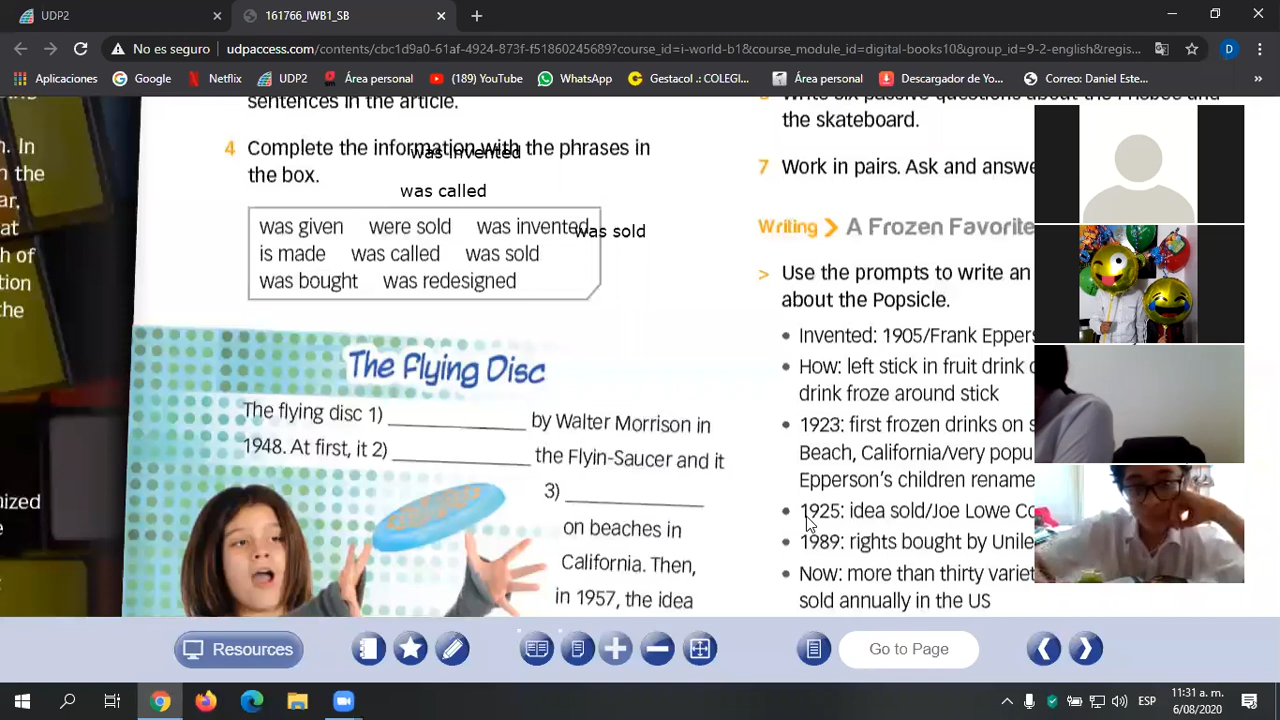 UDP2
161766_IWB1_SB
No es seguro
udpaccess.com/contents/cbc1d9a0-61af-4924-873f-f51860245689?course_id=i-world-b1&course_module_id=digital-books10&group_id=9-2-english&regis...
D
Aplicaciones
Google
Netflix
UDP2
Área personal
(189) YouTube
WhatsApp
Gestacol .: COLEGI...
Área personal
Descargador de Yo...
Correo: Daniel Este...
»
sentences in the article.
4 Complete the information with the phrases in
the box.
was invented
was called
was sold
was given were sold was invented
is made was called was sold
was bought was redesigned
The Flying Disc
The flying disc 1) ____________ by Walter Morrison in
1948. At first, it 2) ____________ the Flyin-Saucer and it
3) ____________
on beaches in
California. Then,
in 1957, the idea
the skateboard.
7 Work in pairs. Ask and answe
Writing > A Frozen Favorite
> Use the prompts to write an
about the Popsicle.
• Invented: 1905/Frank Eppers
• How: left stick in fruit drink
drink froze around stick
• 1923: first frozen drinks on s
Beach, California/very popu
Epperson's children rename
• 1925: idea sold/Joe Lowe Co
• 1989: rights bought by Unile
• Now: more than thirty variet
sold annually in the US
. In
the
ar,
at
h of
tion
the
nized
Resources
Go to Page
ESP
11:31 a. m.
6/08/2020